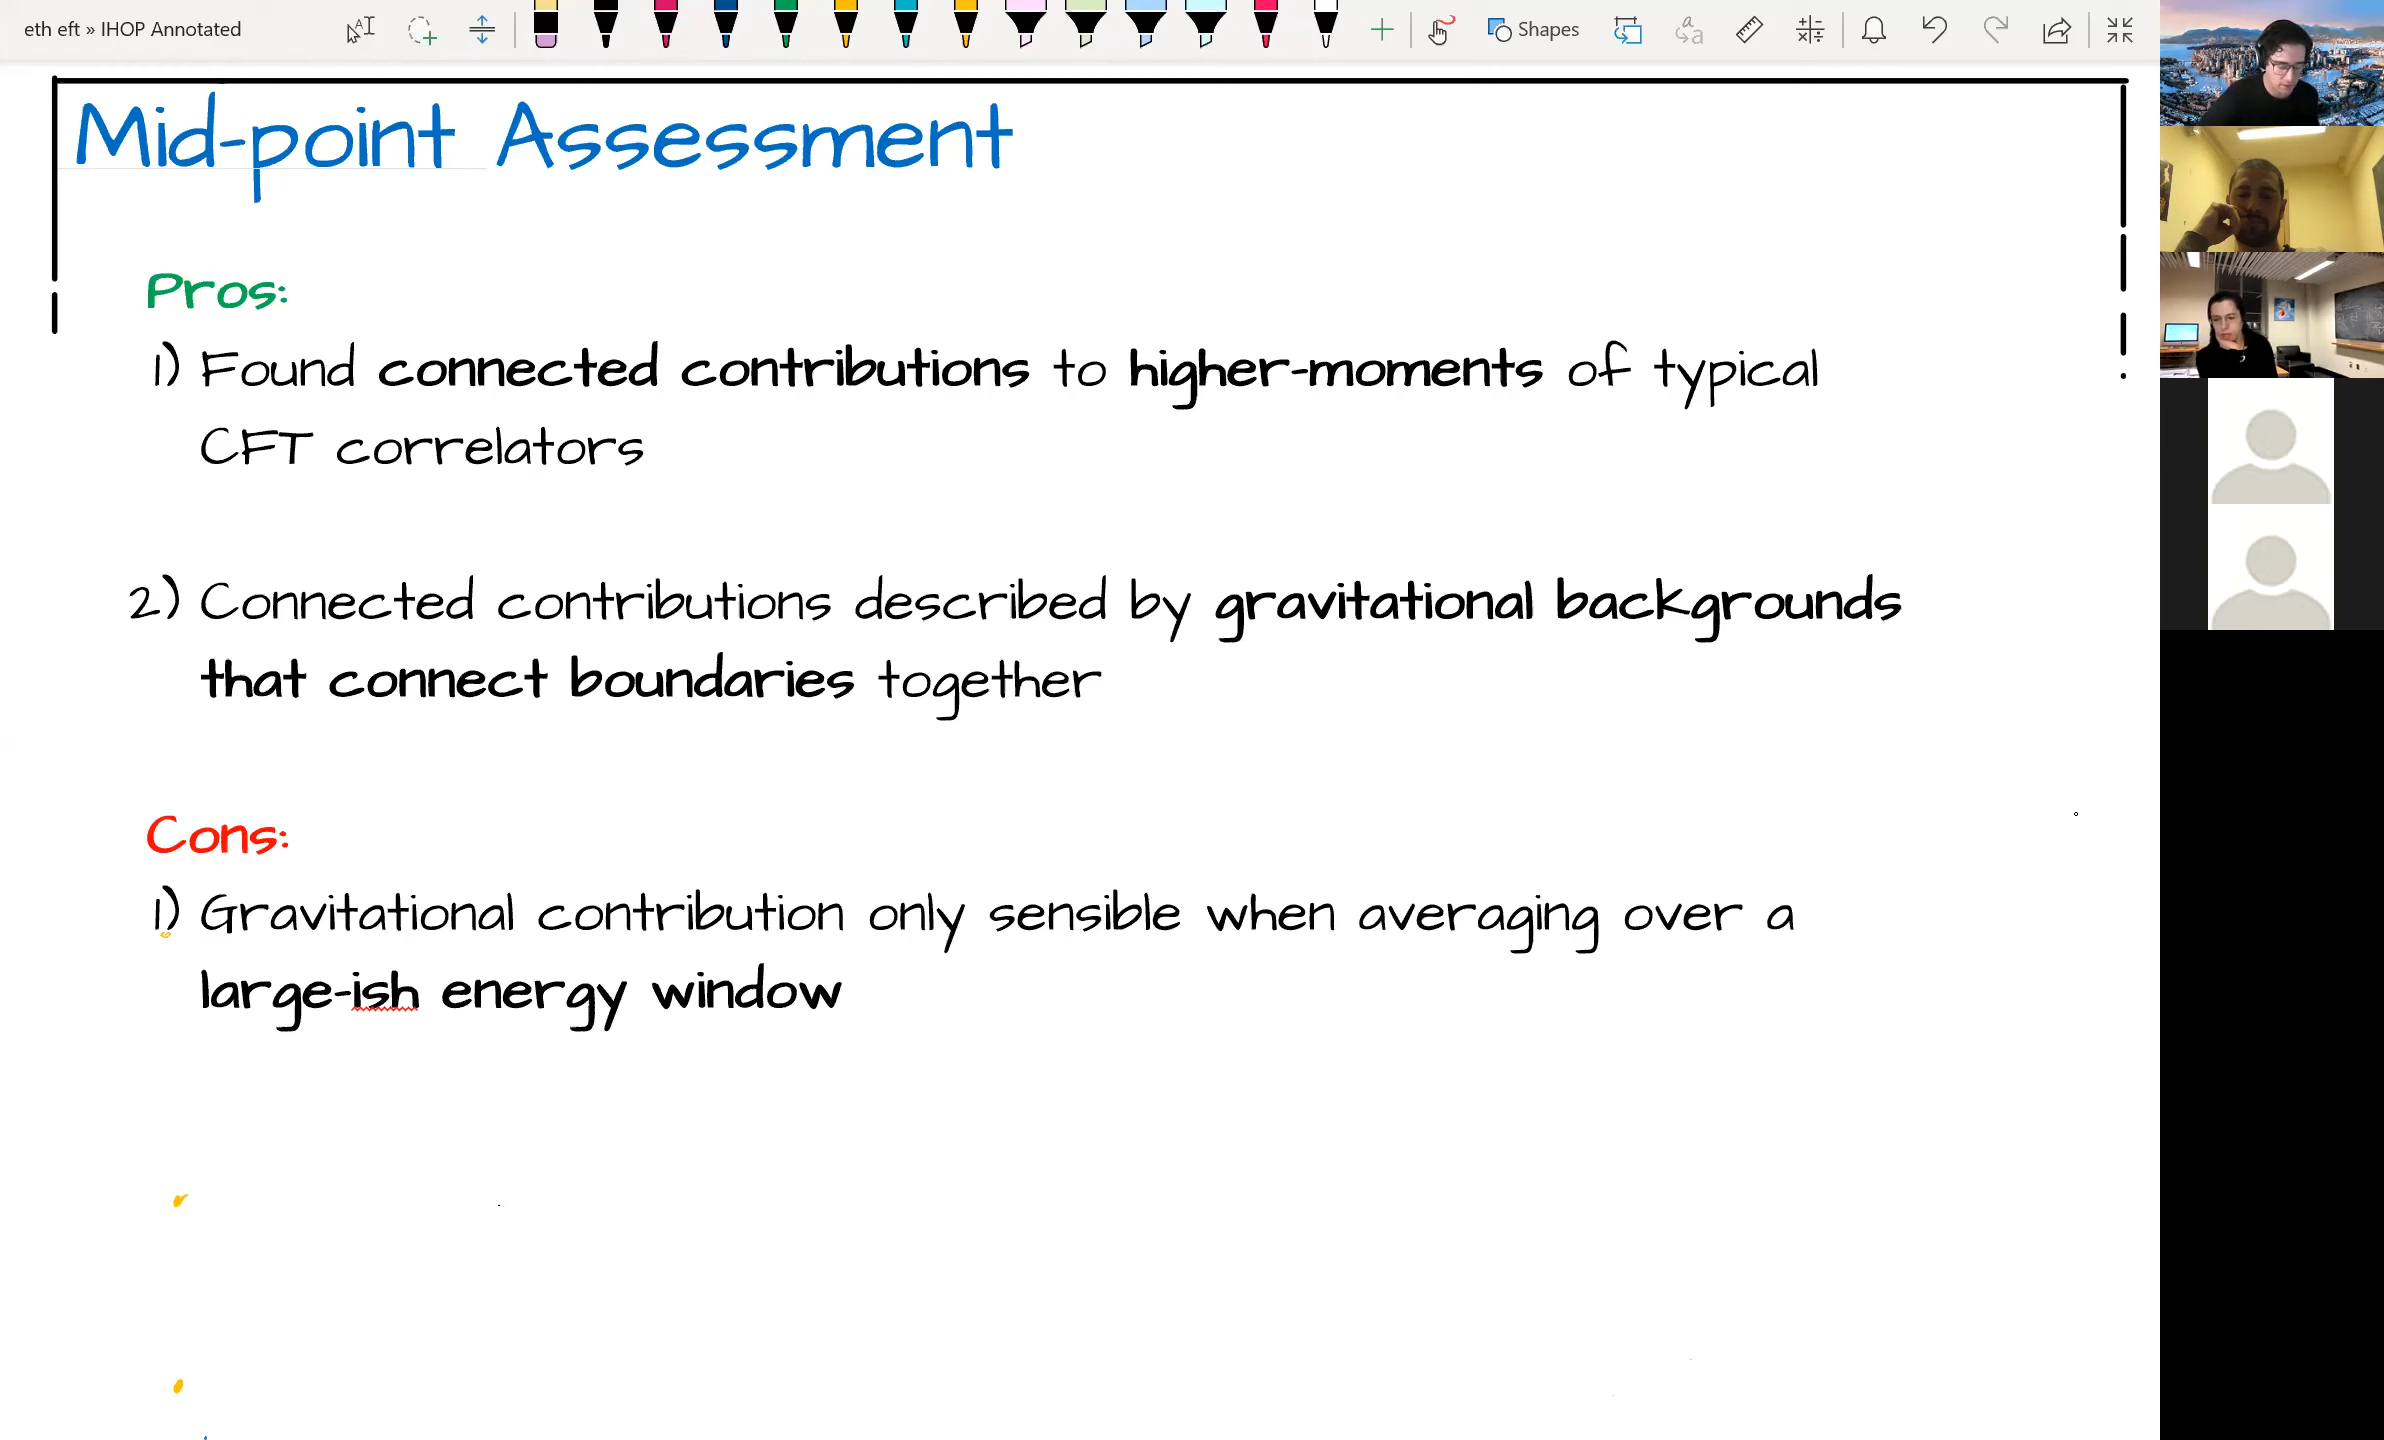 eth eft » IHOP Annotated
Shapes
Mid-point Assessment
Pros:
1) Found connected contributions to higher-moments of typical
CFT correlators
2) Connected contributions described by gravitational backgrounds
that connect boundaries together
Cons:
1) Gravitational contribution only sensible when averaging over a
large-ish energy window